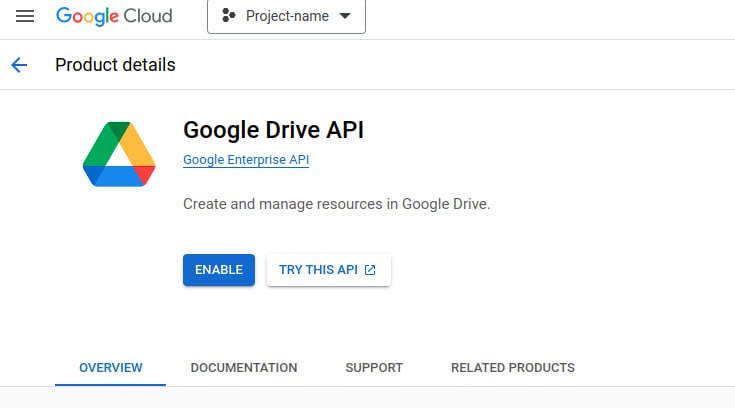 Google Cloud
Project-name
Product details
Google Drive API
Google Enterprise API
Create and manage resources in Google Drive.
ENABLE
TRY THIS API
OVERVIEW
DOCUMENTATION
SUPPORT
RELATED PRODUCTS